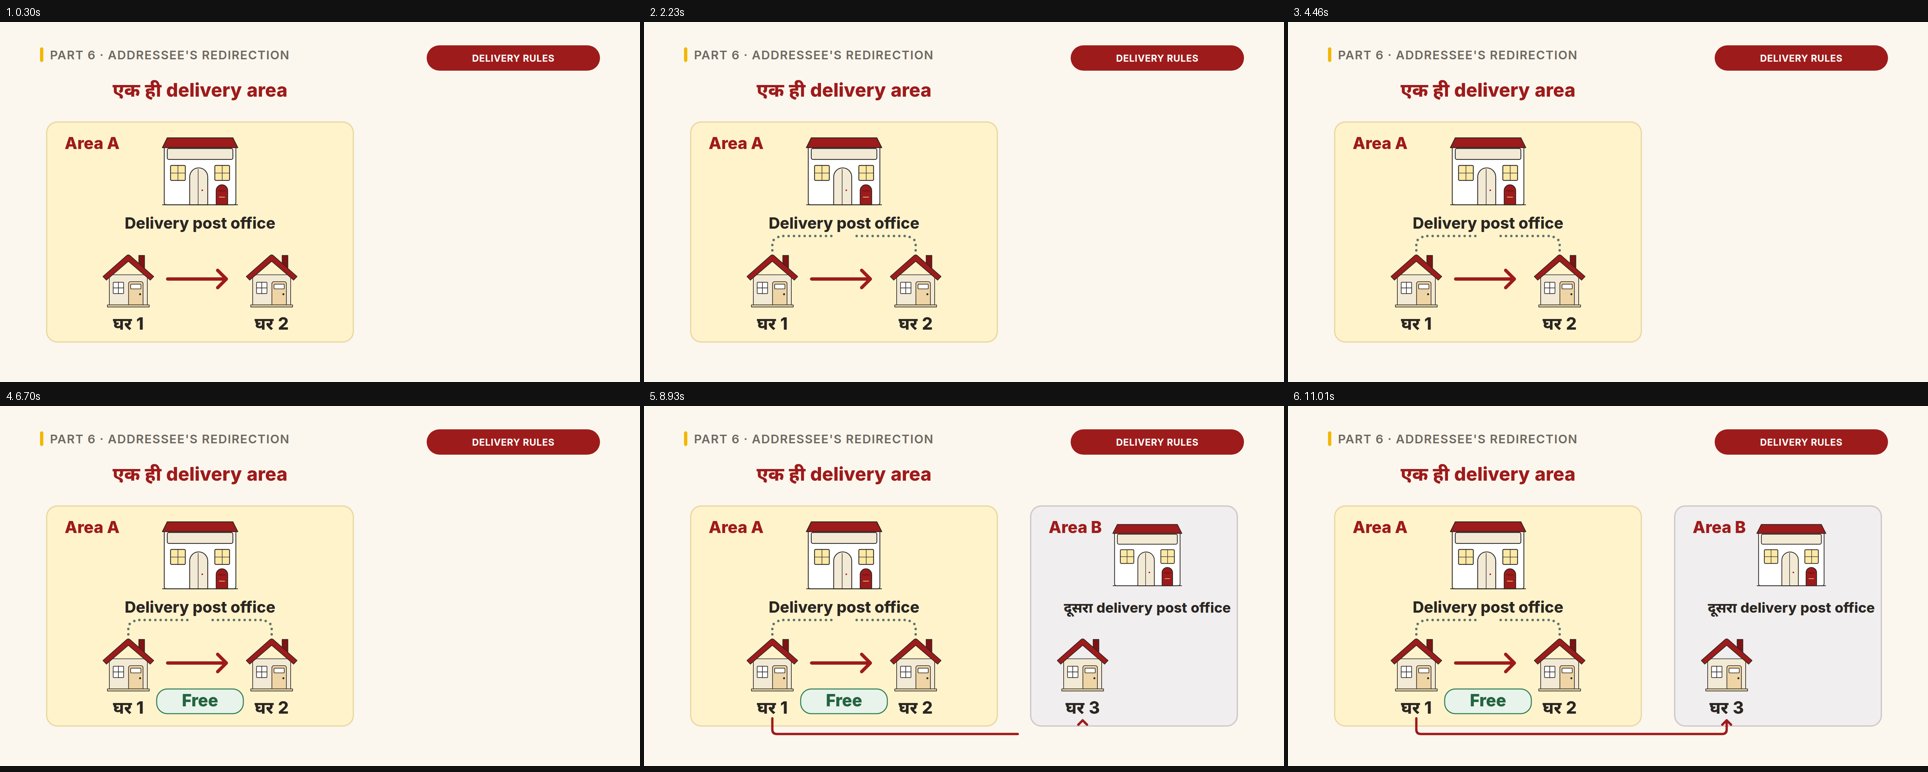 1. 0.30s
PART 6 · ADDRESSEE'S REDIRECTION
DELIVERY RULES
एक ही delivery area
Area A
Delivery post office
घर 1
घर 2
2. 2.23s
PART 6 · ADDRESSEE'S REDIRECTION
DELIVERY RULES
एक ही delivery area
Area A
Delivery post office
घर 1
घर 2
3. 4.46s
PART 6 · ADDRESSEE'S REDIRECTION
DELIVERY RULES
एक ही delivery area
Area A
Delivery post office
घर 1
घर 2
4. 6.70s
PART 6 · ADDRESSEE'S REDIRECTION
DELIVERY RULES
एक ही delivery area
Area A
Delivery post office
Free
घर 1
घर 2
5. 8.93s
PART 6 · ADDRESSEE'S REDIRECTION
DELIVERY RULES
एक ही delivery area
Area A
Delivery post office
Free
घर 1
घर 2
Area B
दूसरा delivery post office
घर 3
6. 11.01s
PART 6 · ADDRESSEE'S REDIRECTION
DELIVERY RULES
एक ही delivery area
Area A
Delivery post office
Free
घर 1
घर 2
Area B
दूसरा delivery post office
घर 3